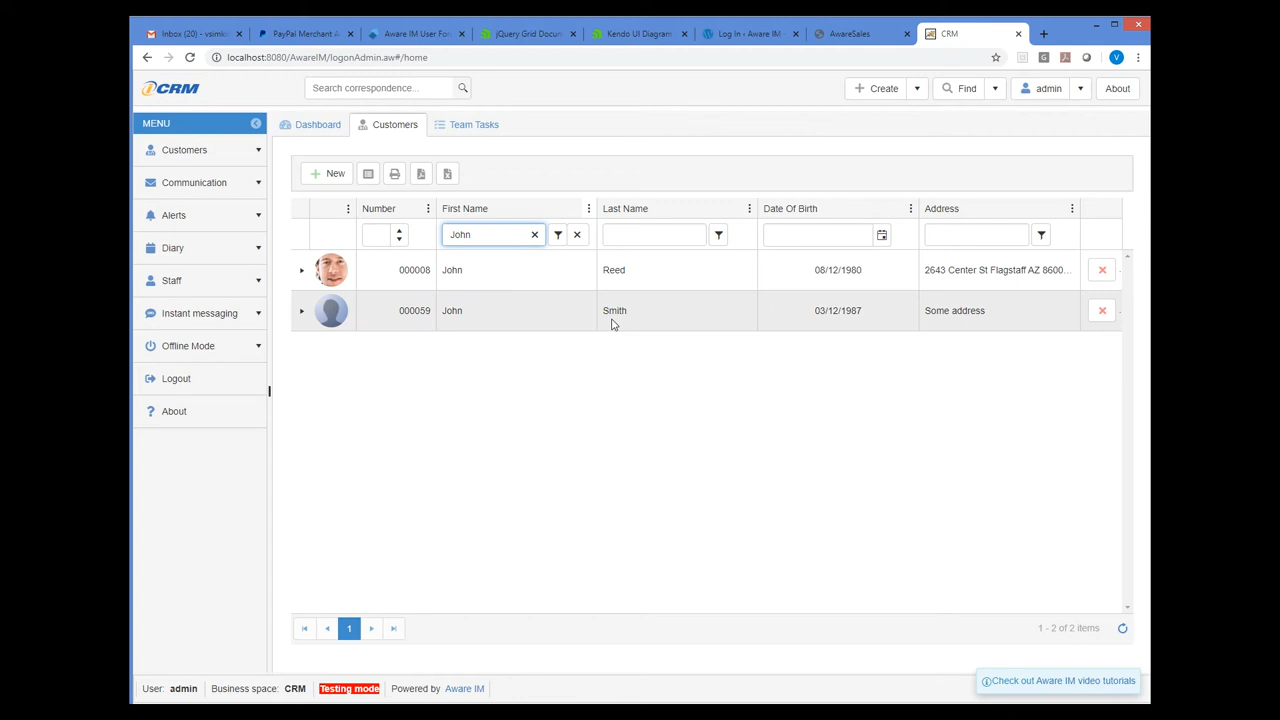 Inbox (20) - vsimki
PayPal Merchant A
Aware IM User For
jQuery Grid Docum
Kendo UI Diagram
Log In ‹ Aware IM -
AwareSales
CRM
localhost:8080/AwareIM/logonAdmin.aw#/home
V
CRM
Search correspondence...
Create
Find
admin
About
MENU
Dashboard
Customers
Team Tasks
Customers
Communication
Alerts
Diary
Staff
Instant messaging
Offline Mode
Logout
About
New
Number
First Name
Last Name
Date Of Birth
Address
John
000008 John Reed 08/12/1980 2643 Center St Flagstaff AZ 8600...
000059 John Smith 03/12/1987 Some address
1
1 - 2 of 2 items
User: admin
Business space: CRM
Testing mode
Powered by Aware IM
Check out Aware IM video tutorials